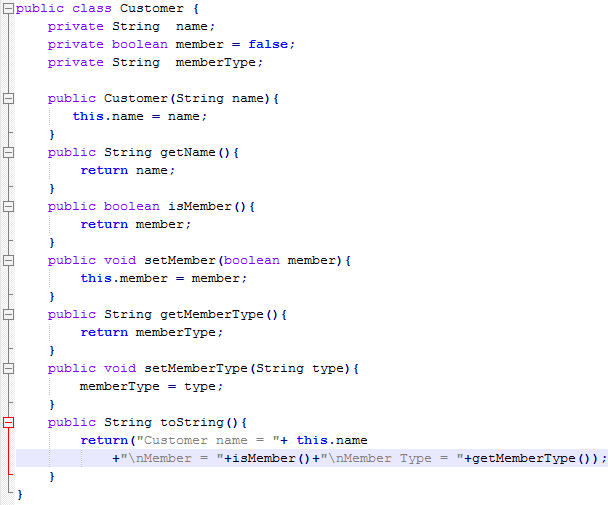 public class Customer {
    private String  name;
    private boolean member = false;
    private String  memberType;

    public Customer(String name){
       this.name = name;
    }
    public String getName(){
        return name;
    }
    public boolean isMember(){
        return member;
    }
    public void setMember(boolean member){
        this.member = member;
    }
    public String getMemberType(){
        return memberType;
    }
    public void setMemberType(String type){
        memberType = type;
    }
    public String toString(){
        return("Customer name = "+ this.name
            +"\nMember = "+isMember()+"\nMember Type = "+getMemberType());
    }
}